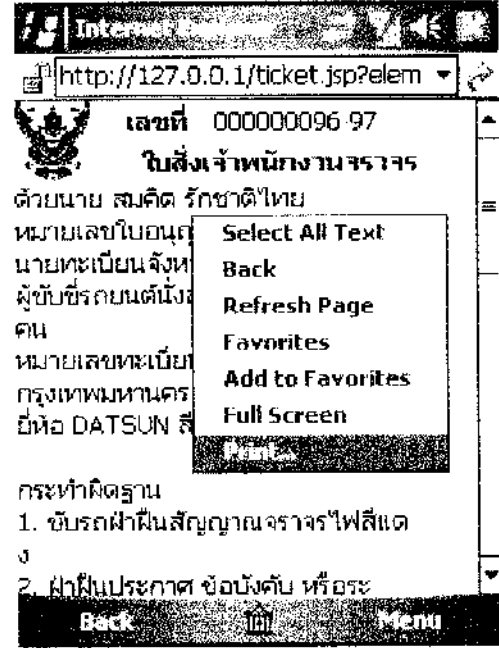 Internet
http://127.0.0.1/ticket.jsp?elem
เลขที่ 000000096-97
ใบสั่งเจ้าพนักงานจราจร
ด้วยนาย สมคิด รักชาติไทย
หมายเลขใบอนุญ
นายทะเบียนจังห
ผู้ขับขี่รถยนต์นั่งส
คน
หมายเลขทะเบีย
กรุงเทพมหานคร
ยี่ห้อ DATSUN สี
Select All Text
Back
Refresh Page
Favorites
Add to Favorites
Full Screen
Print...
กระทำผิดฐาน
1. ขับรถฝ่าฝืนสัญญาณจราจรไฟสีแด
ง
2. ฝ่าฝืนประกาศ ข้อบังคับ หรือระ
Back Menu